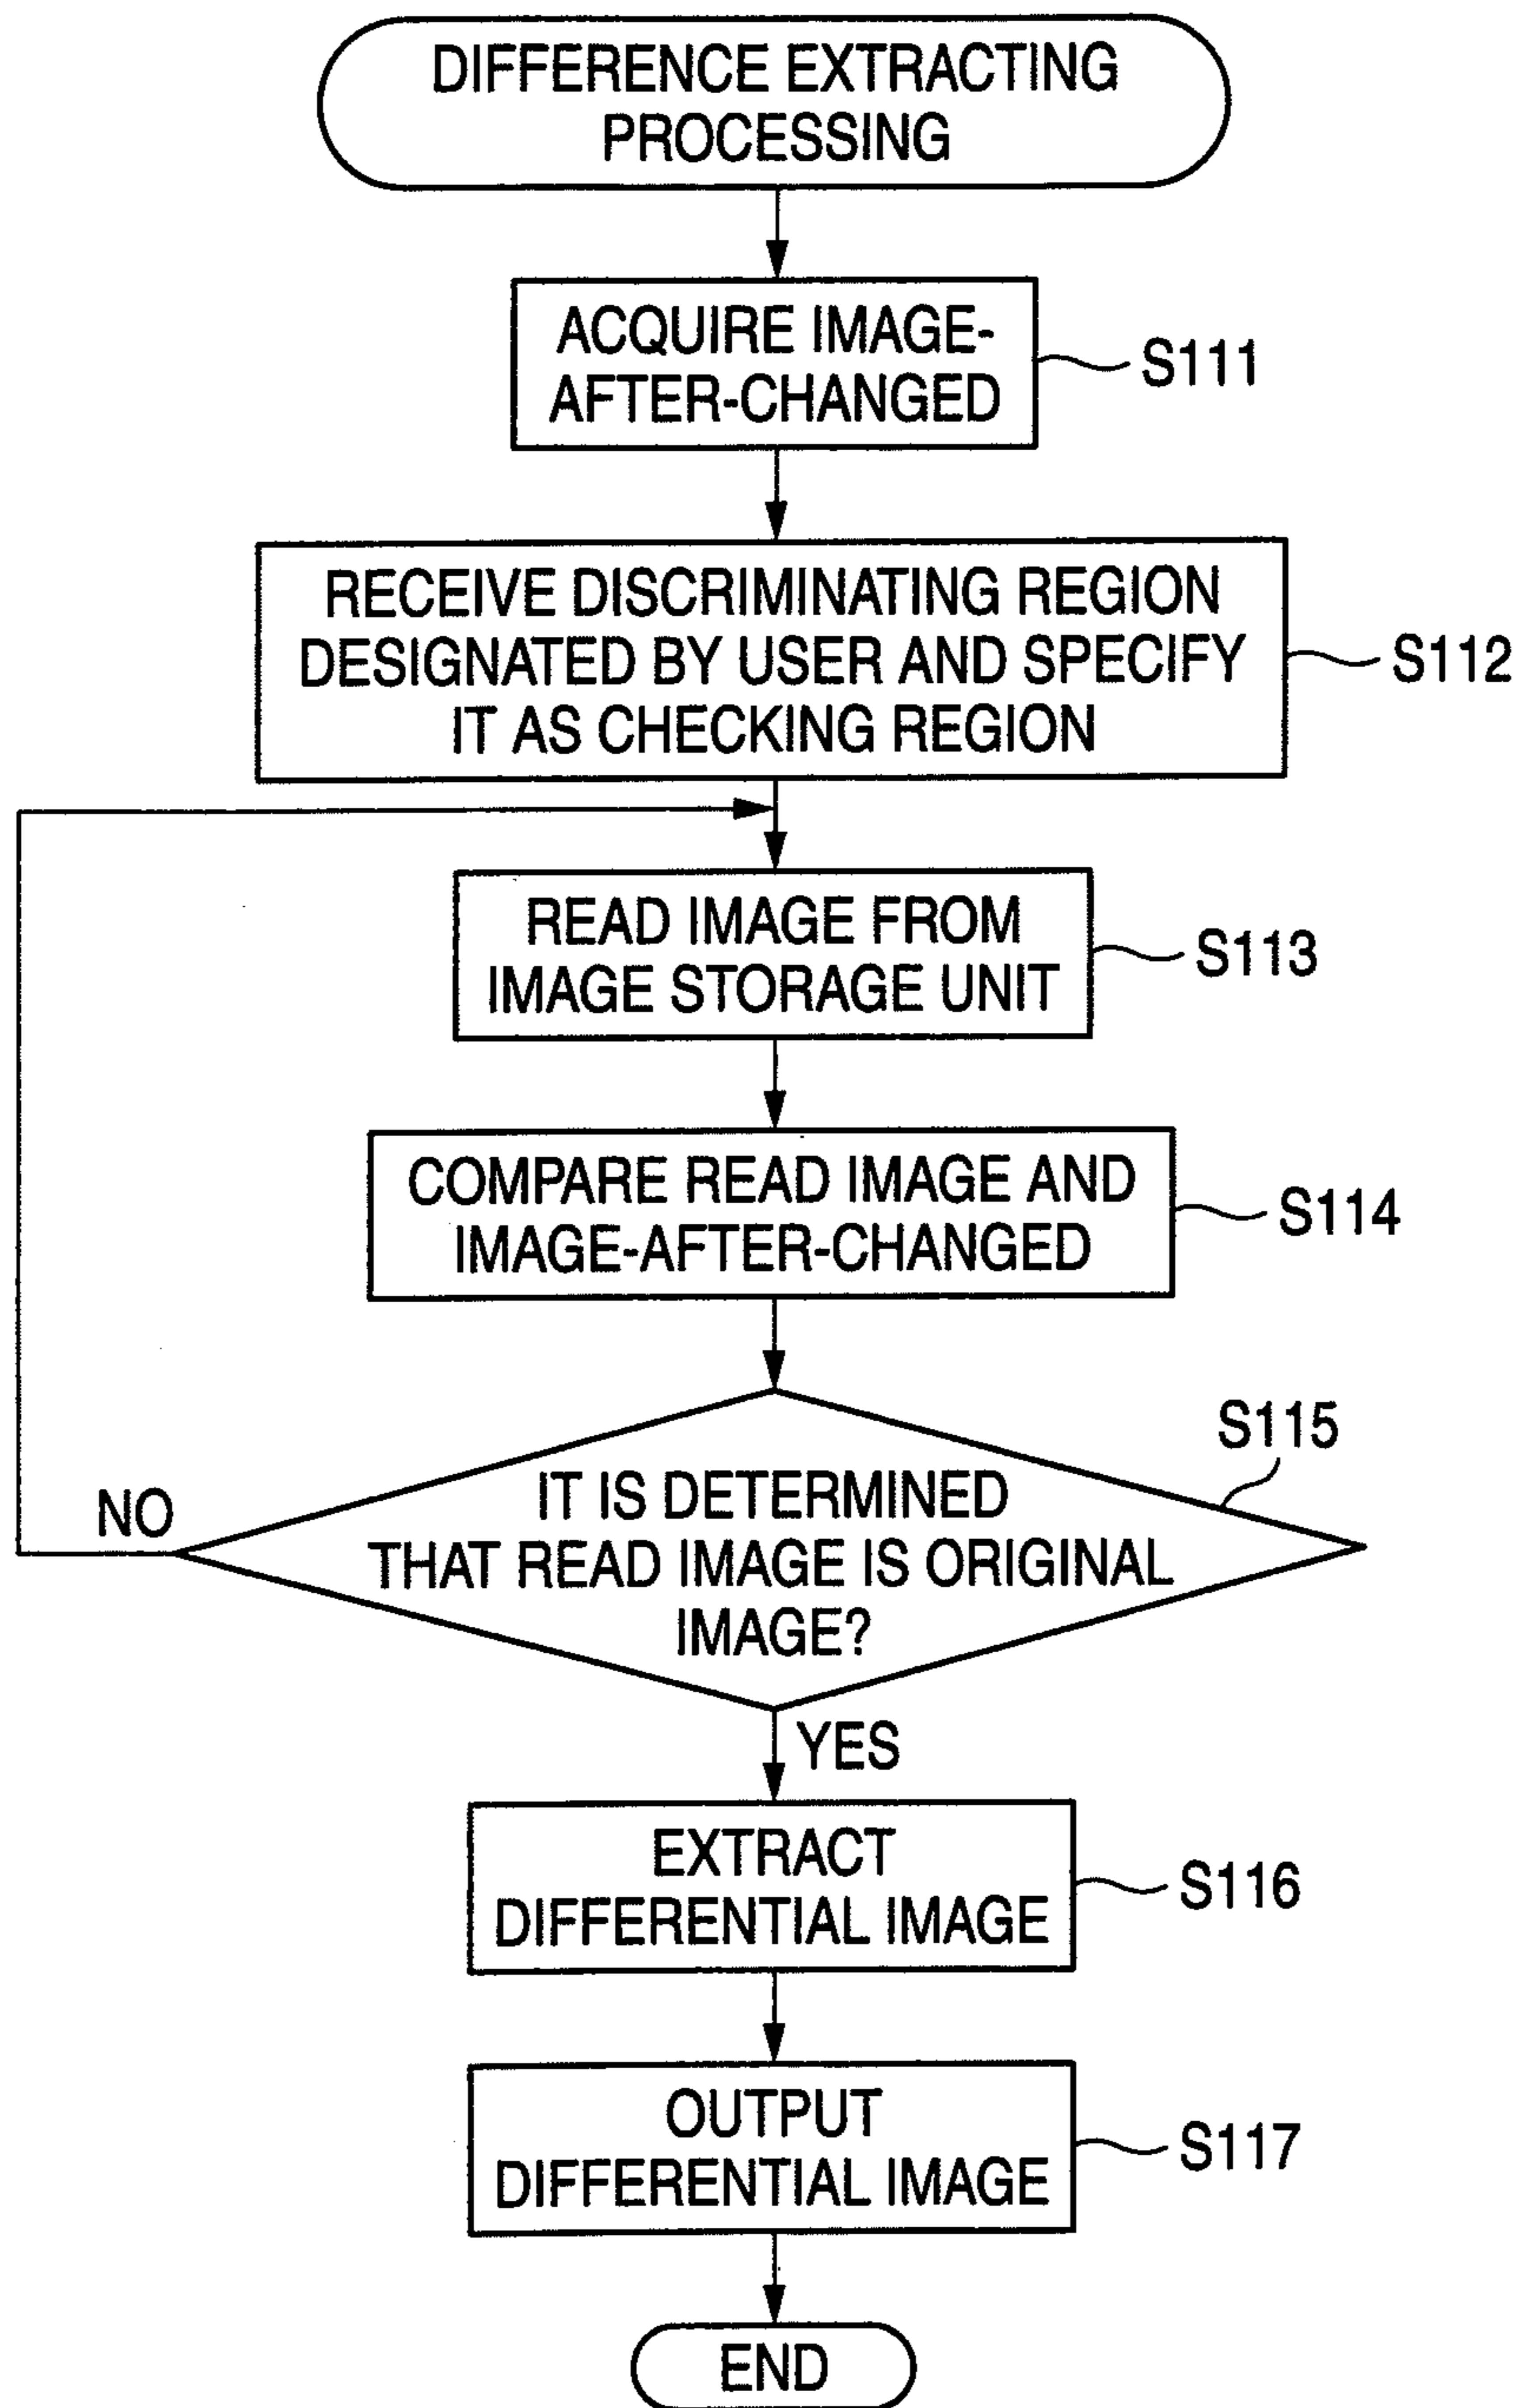 DIFFERENCE EXTRACTING
PROCESSING
ACQUIRE IMAGE-
AFTER-CHANGED
S111
RECEIVE DISCRIMINATING REGION
DESIGNATED BY USER AND SPECIFY
IT AS CHECKING REGION
S112
READ IMAGE FROM
IMAGE STORAGE UNIT
S113
COMPARE READ IMAGE AND
IMAGE-AFTER-CHANGED
S114
S115
IT IS DETERMINED
THAT READ IMAGE IS ORIGINAL
IMAGE?
NO
YES
EXTRACT
DIFFERENTIAL IMAGE
S116
OUTPUT
DIFFERENTIAL IMAGE
S117
END